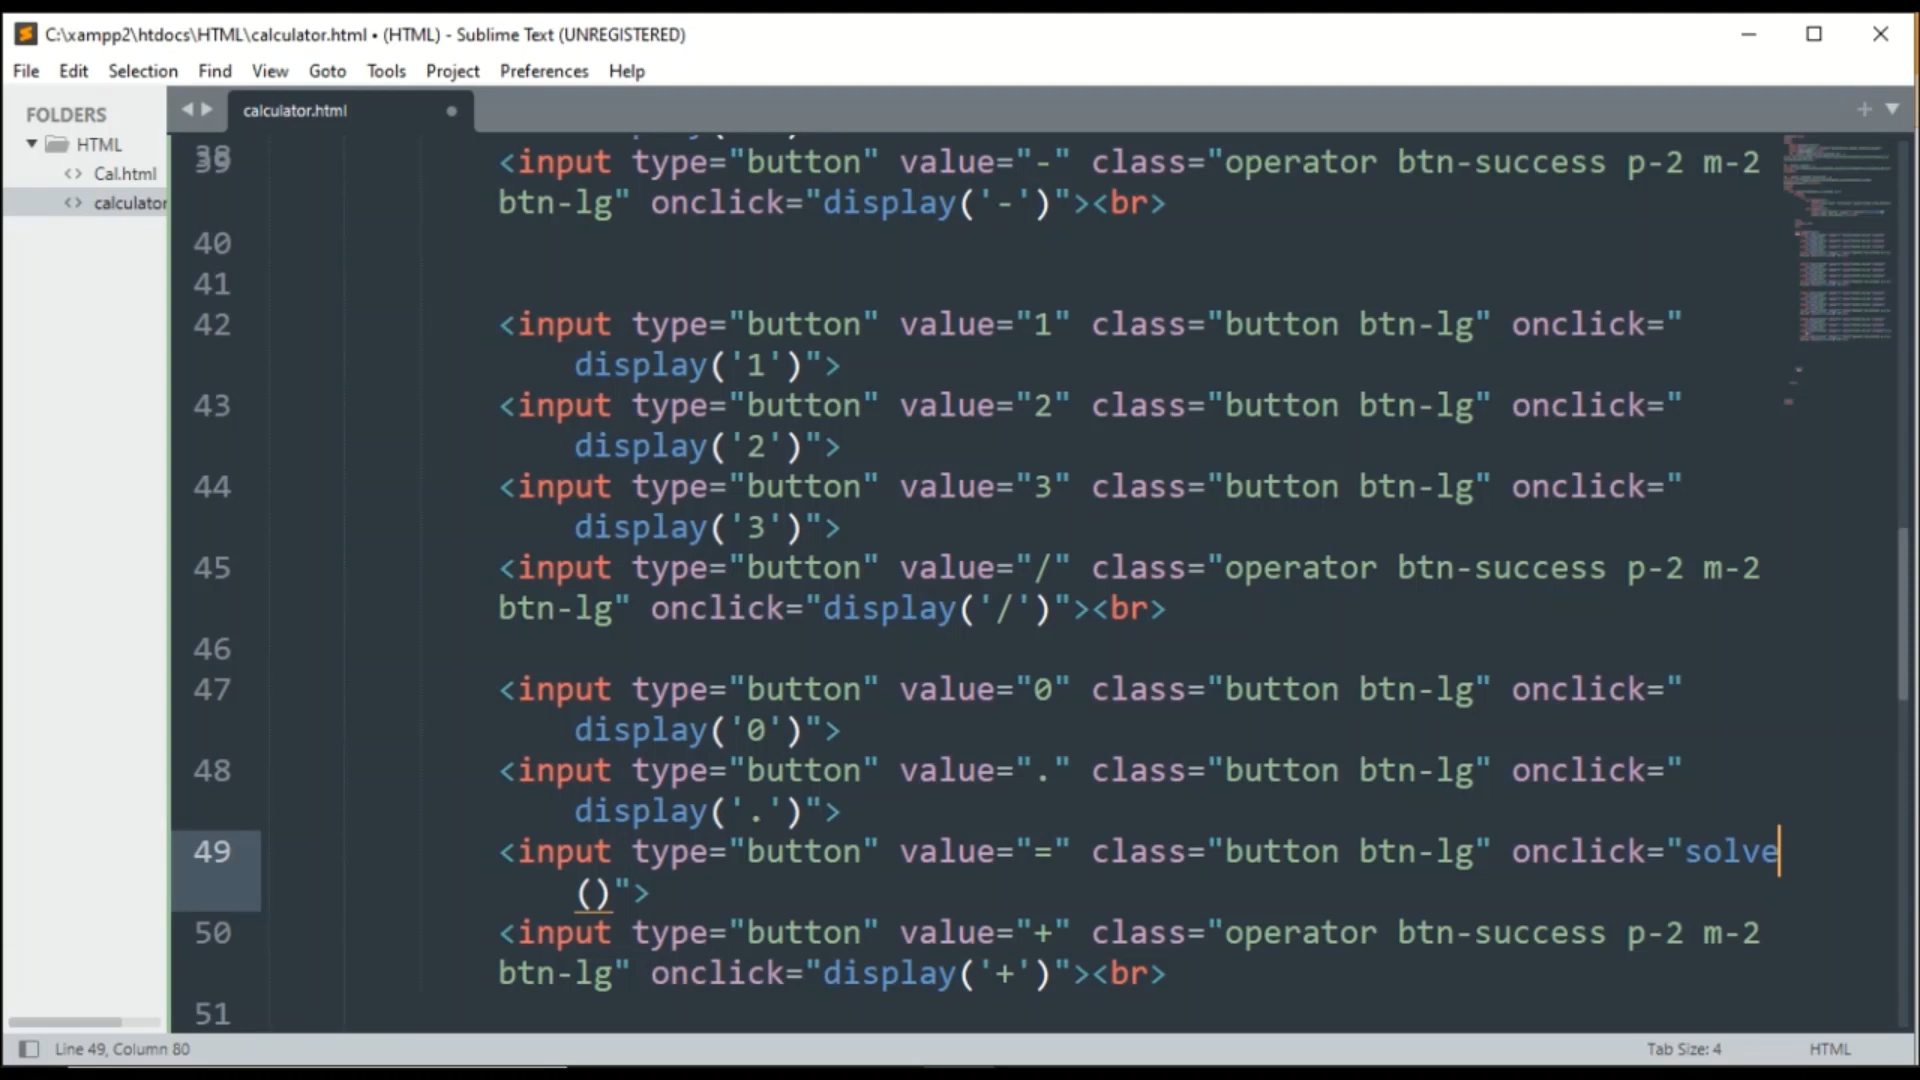 C:\xampp2\htdocs\HTML\calculator.html • (HTML) - Sublime Text (UNREGISTERED)
File Edit Selection Find View Goto Tools Project Preferences Help
FOLDERS
HTML
<> Cal.html
<> calculator
calculator.html
38
39 <input type="button" value="-" class="operator btn-success p-2 m-2
btn-lg" onclick="display('-')"><br>
40
41
42 <input type="button" value="1" class="button btn-lg" onclick="
display('1')">
43 <input type="button" value="2" class="button btn-lg" onclick="
display('2')">
44 <input type="button" value="3" class="button btn-lg" onclick="
display('3')">
45 <input type="button" value="/" class="operator btn-success p-2 m-2
btn-lg" onclick="display('/')"><br>
46
47 <input type="button" value="0" class="button btn-lg" onclick="
display('0')">
48 <input type="button" value="." class="button btn-lg" onclick="
display('.')">
49 <input type="button" value="=" class="button btn-lg" onclick="solve
()">
50 <input type="button" value="+" class="operator btn-success p-2 m-2
btn-lg" onclick="display('+')"><br>
51
Line 49, Column 80 Tab Size: 4 HTML